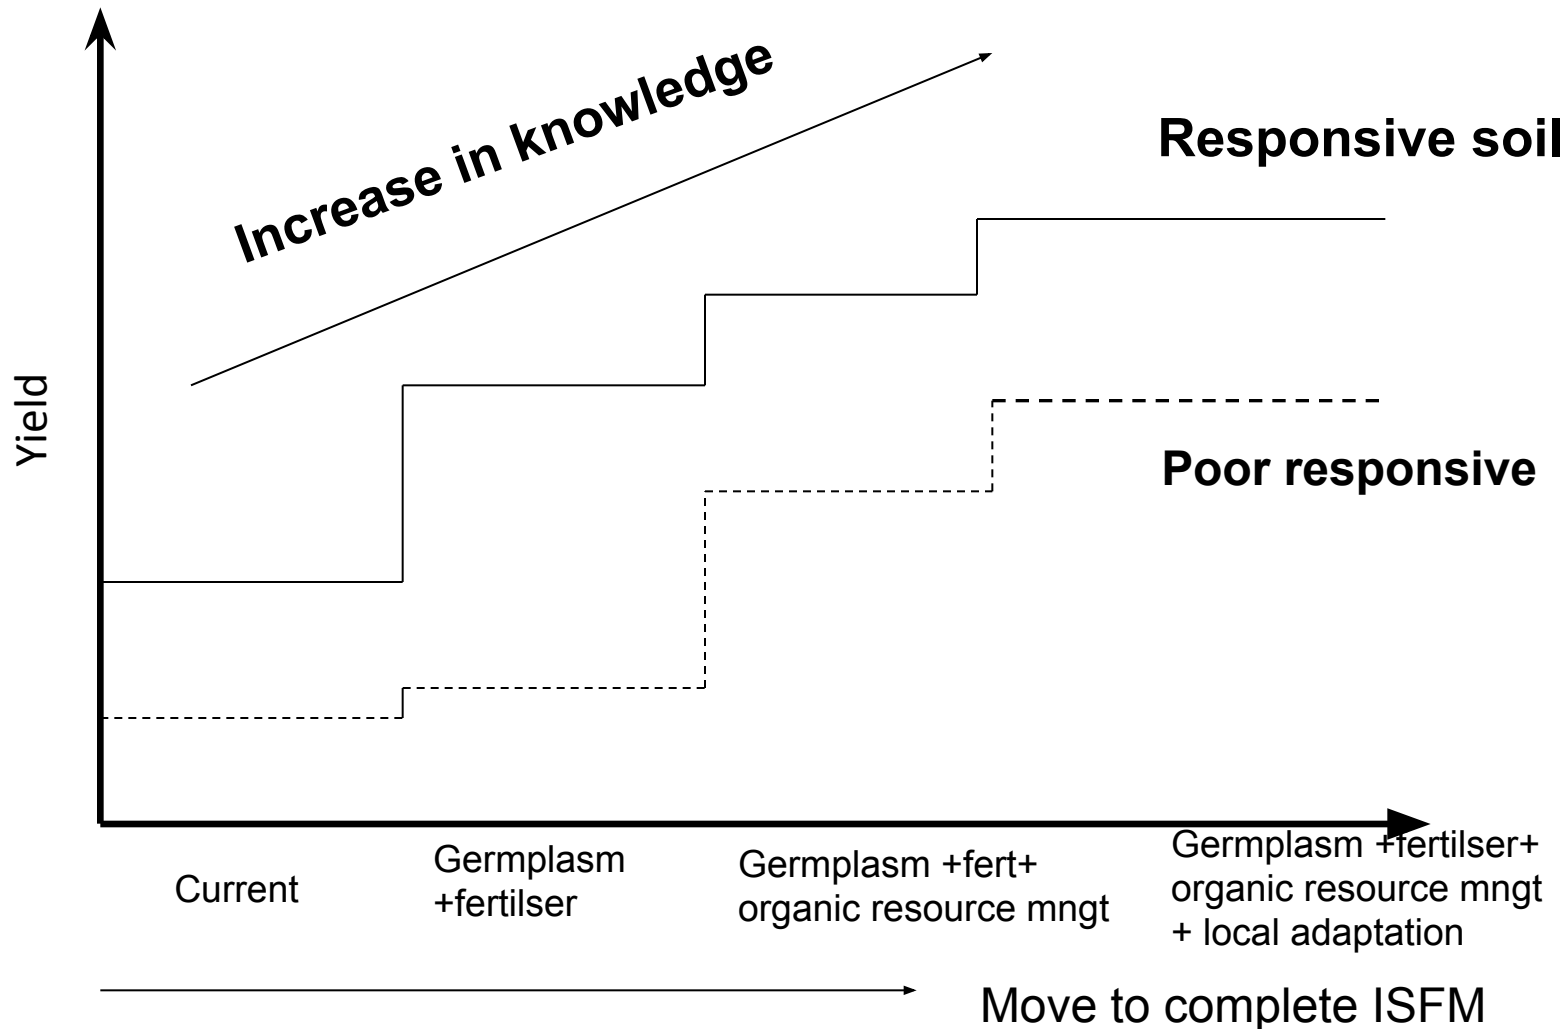 Increase in knowledge
Responsive soil
Yield
Poor responsive
Current
Germplasm
+fertilser
Germplasm +fert+
organic resource mngt
Germplasm +fertilser+
organic resource mngt
+ local adaptation
Move to complete ISFM